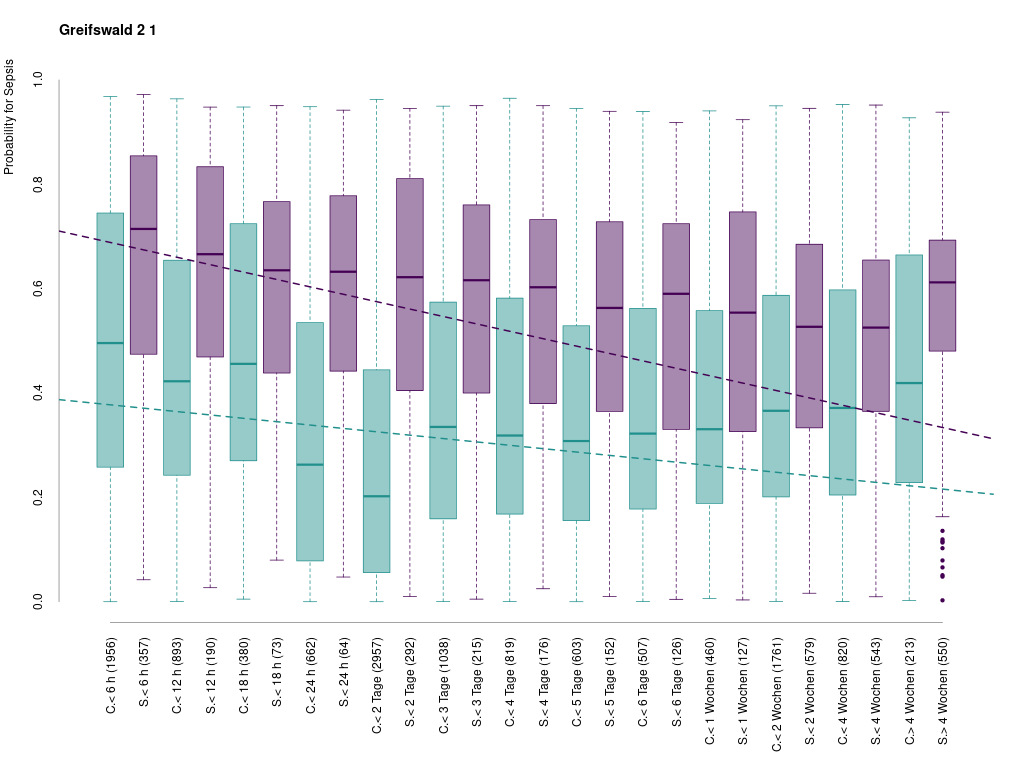 Greifswald 2 1
Probability for Sepsis
1.0
0.8
0.6
0.4
0.2
0.0
C.< 6 h (1956)
S.< 6 h (357)
C.< 12 h (893)
S.< 12 h (190)
C.< 18 h (380)
S.< 18 h (73)
C.< 24 h (662)
S.< 24 h (64)
C.< 2 Tage (2957)
S.< 2 Tage (292)
C.< 3 Tage (1038)
S.< 3 Tage (215)
C.< 4 Tage (819)
S.< 4 Tage (176)
C.< 5 Tage (603)
S.< 5 Tage (152)
C.< 6 Tage (507)
S.< 6 Tage (126)
C.< 1 Wochen (460)
S.< 1 Wochen (127)
C.< 2 Wochen (1761)
S.< 2 Wochen (579)
C.< 4 Wochen (820)
S.< 4 Wochen (543)
C.> 4 Wochen (213)
S.> 4 Wochen (550)